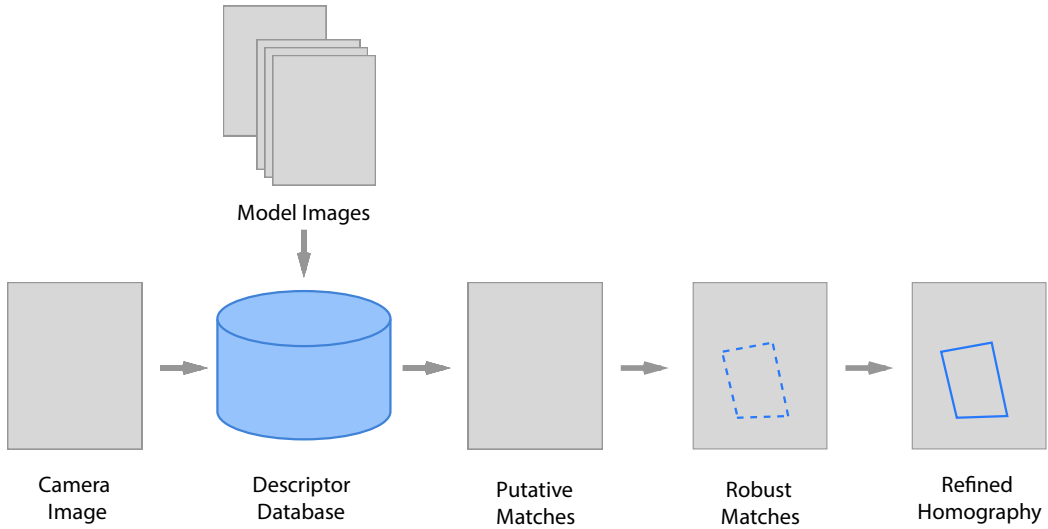 Model Images
Camera
Image
Descriptor
Database
Putative
Matches
Robust
Matches
Refined
Homography